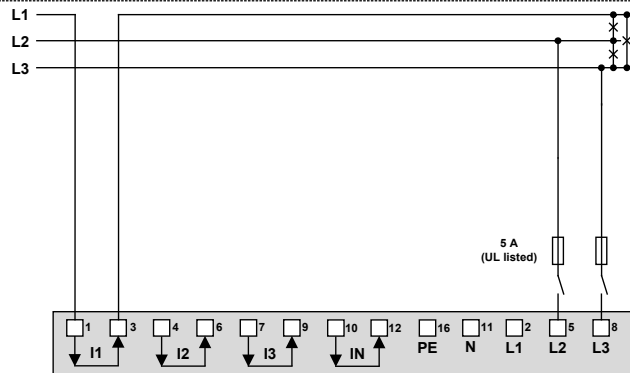 L1
L2
L3
5 A
(UL listed)
1 3 4 6 7 9 10 12 16 11 2 5 8
I1 I2 I3 IN PE N L1 L2 L3